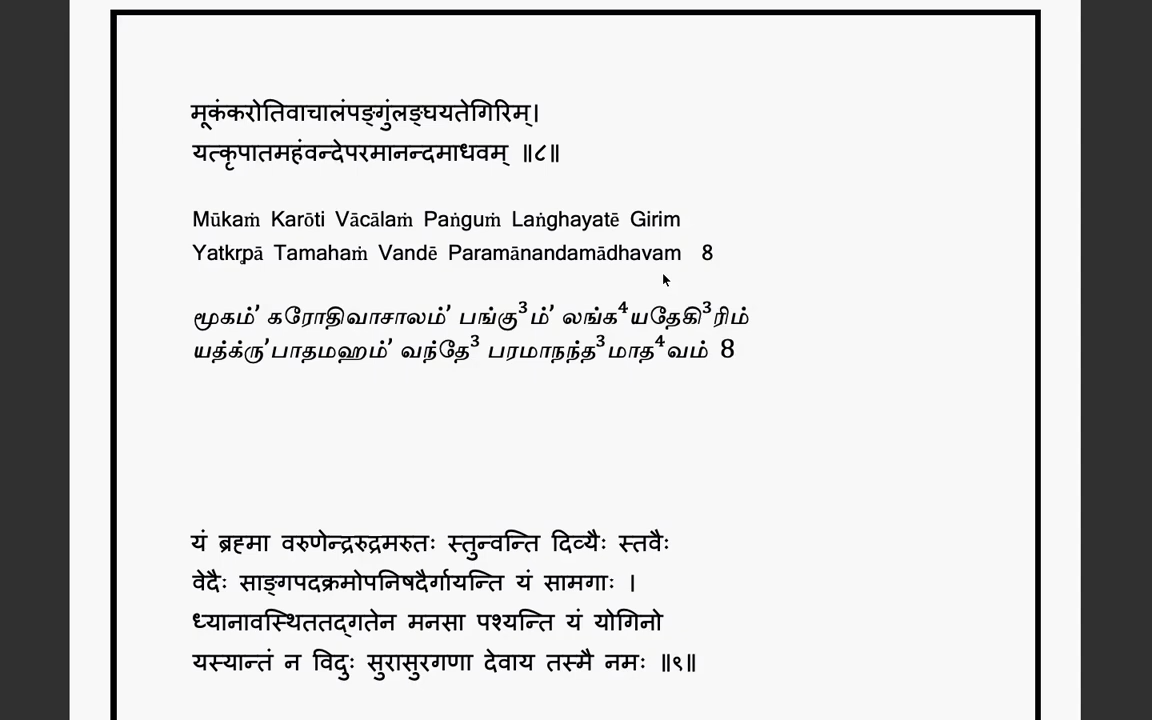 मूकंकरोतिवाचालंपङ्गुंलङ्घयतेगिरिम्।
यत्कृपातमहंवन्देपरमानन्दमाधवम् ॥८॥
Mūkaṁ Karōti Vācālaṁ Paṅguṁ Laṅghayatē Girim
Yatkr̥pā Tamahaṁ Vandē Paramānandamādhavam 8
மூகம்ʼ கரோதிவாசாலம்ʼ பங்கு³ம்ʼ லங்க⁴யதேகி³ரிம்
யத்க்ருʼபாதமஹம்ʼ வந்தே³ பரமாநந்த³மாத⁴வம் 8
यं ब्रह्मा वरुणेन्द्ररुद्रमरुतः स्तुन्वन्ति दिव्यैः स्तवैः
वेदैः साङ्गपदक्रमोपनिषदैर्गायन्ति यं सामगाः ।
ध्यानावस्थिततद्गतेन मनसा पश्यन्ति यं योगिनो
यस्यान्तं न विदुः सुरासुरगणा देवाय तस्मै नमः ॥९॥